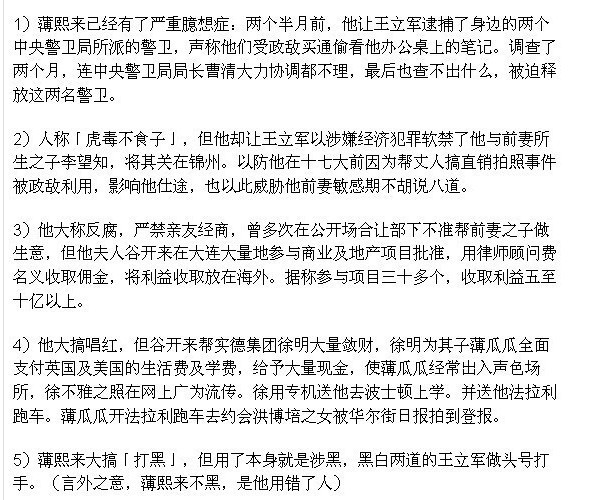 1）薄熙来已经有了严重臆想症：两个半月前，他让王立军逮捕了身边的两个
中央警卫局所派的警卫，声称他们受政敌买通偷看他办公桌上的笔记。调查了
两个月，连中央警卫局局长曹清大力协调都不理，最后也查不出什么，被迫释
放这两名警卫。
2）人称「虎毒不食子」，但他却让王立军以涉嫌经济犯罪软禁了他与前妻所
生之子李望知，将其关在锦州。以防他在十七大前因为帮丈人搞直销拍照事件
被政敌利用，影响他仕途，也以此威胁他前妻敏感期不胡说八道。
3）他大称反腐，严禁亲友经商，曾多次在公开场合让部下不准帮前妻之子做
生意，但他夫人谷开来在大连大量地参与商业及地产项目批准，用律师顾问费
名义收取佣金，将利益收取放在海外。据称参与项目三十多个，收取利益五至
十亿以上。
4）他大搞唱红，但谷开来帮实德集团徐明大量敛财，徐明为其子薄瓜瓜全面
支付英国及美国的生活费及学费，给予大量现金，使薄瓜瓜经常出入声色场
所，徐不雅之照在网上广为流传。徐用专机送他去波士顿上学。并送他法拉利
跑车。薄瓜瓜开法拉利跑车去约会洪博培之女被华尔街日报拍到登报。
5）薄熙来大搞「打黑」，但用了本身就是涉黑，黑白两道的王立军做头号打
手。（言外之意，薄熙来不黑，是他用错了人）